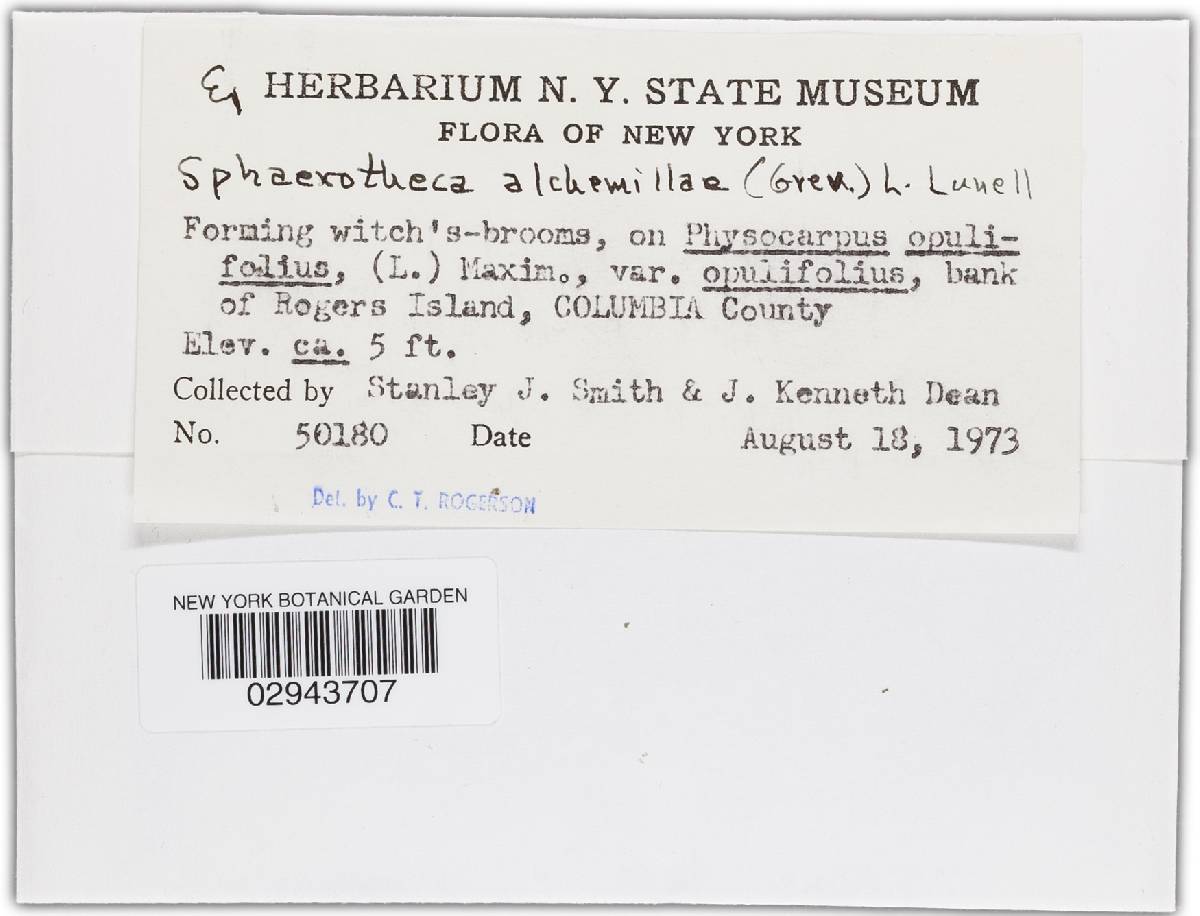 Ex HERBARIUM N. Y. STATE MUSEUM
FLORA OF NEW YORK
Sphaerotheca alchemillae (Grev.) L. Lunell
Forming witch's-brooms, on Physocarpus opuli-
folius, (L.) Maxim., var. opulifolius, bank
of Rogers Island, COLUMBIA County
Elev. ca. 5 ft.
Collected by Stanley J. Smith & J. Kenneth Dean
No. 50180 Date August 18, 1973
Det. by C. T. ROGERSON
NEW YORK BOTANICAL GARDEN
02943707